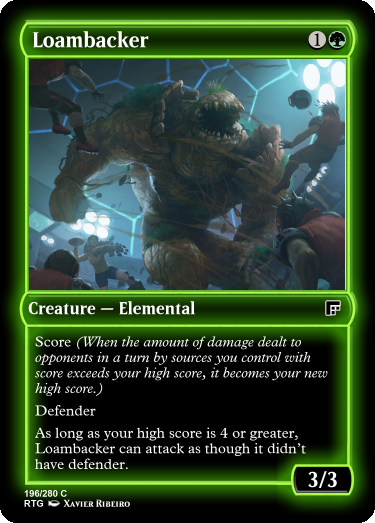 Loambacker 1
Creature — Elemental
Score (When the amount of damage dealt to
opponents in a turn by sources you control with
score exceeds your high score, it becomes your new
high score.)
Defender
As long as your high score is 4 or greater,
Loambacker can attack as though it didn't
have defender.
3/3
196/280 C
RTG Xavier Ribeiro